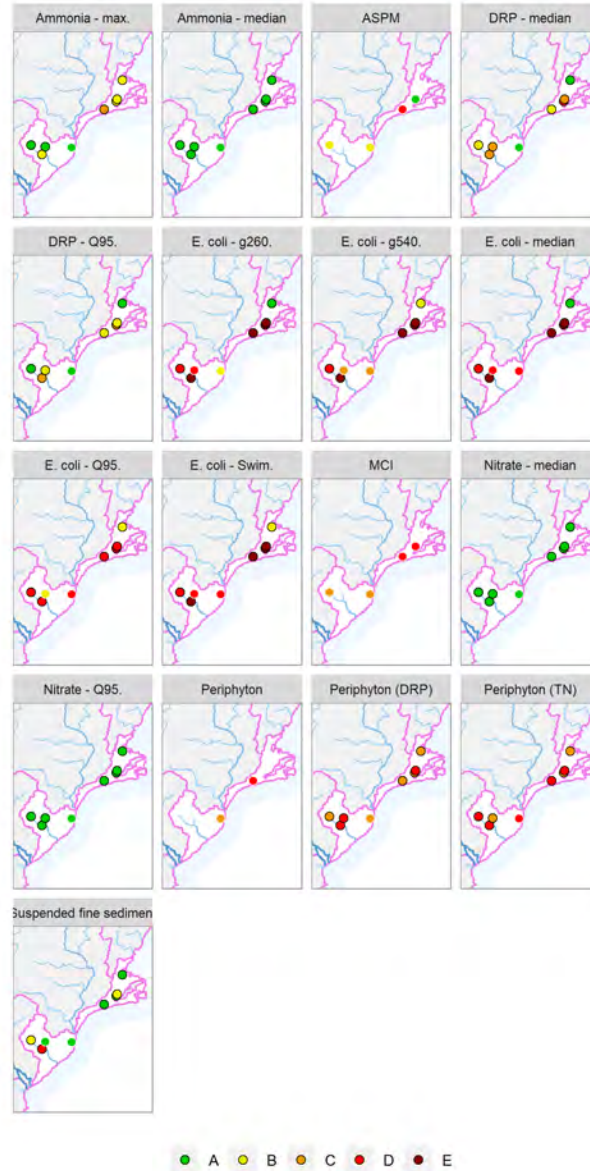 Ammonia - max.
Ammonia - median
ASPM
DRP - median
DRP - Q95.
E. coli - g260.
E. coli - g540.
E. coli - median
E. coli - Q95.
E. coli - Swim.
MCI
Nitrate - median
Nitrate - Q95.
Periphyton
Periphyton (DRP)
Periphyton (TN)
Suspended fine sedimen
A B C D E